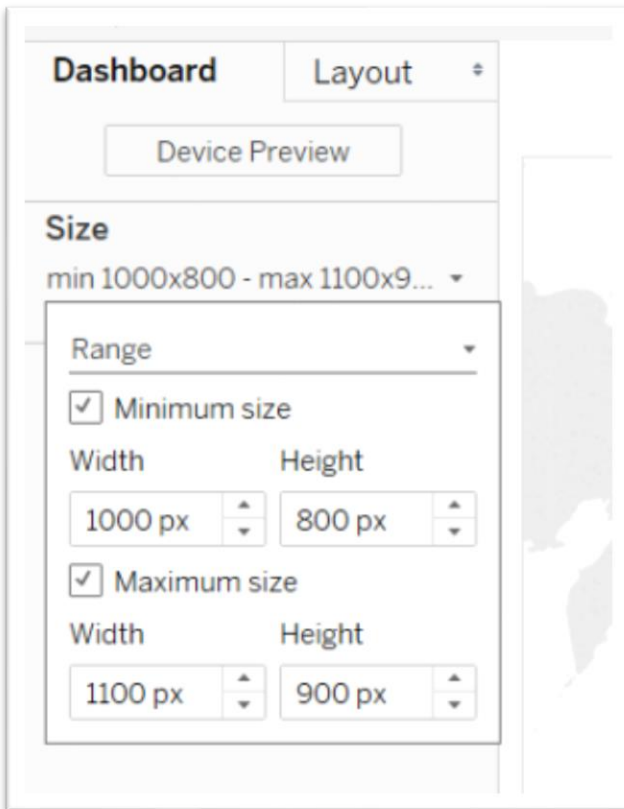 Dashboard Layout
Device Preview
Size
min 1000x800 - max 1100x9...
Range
Minimum size
Width Height
1000 px 800 px
Maximum size
Width Height
1100 px 900 px